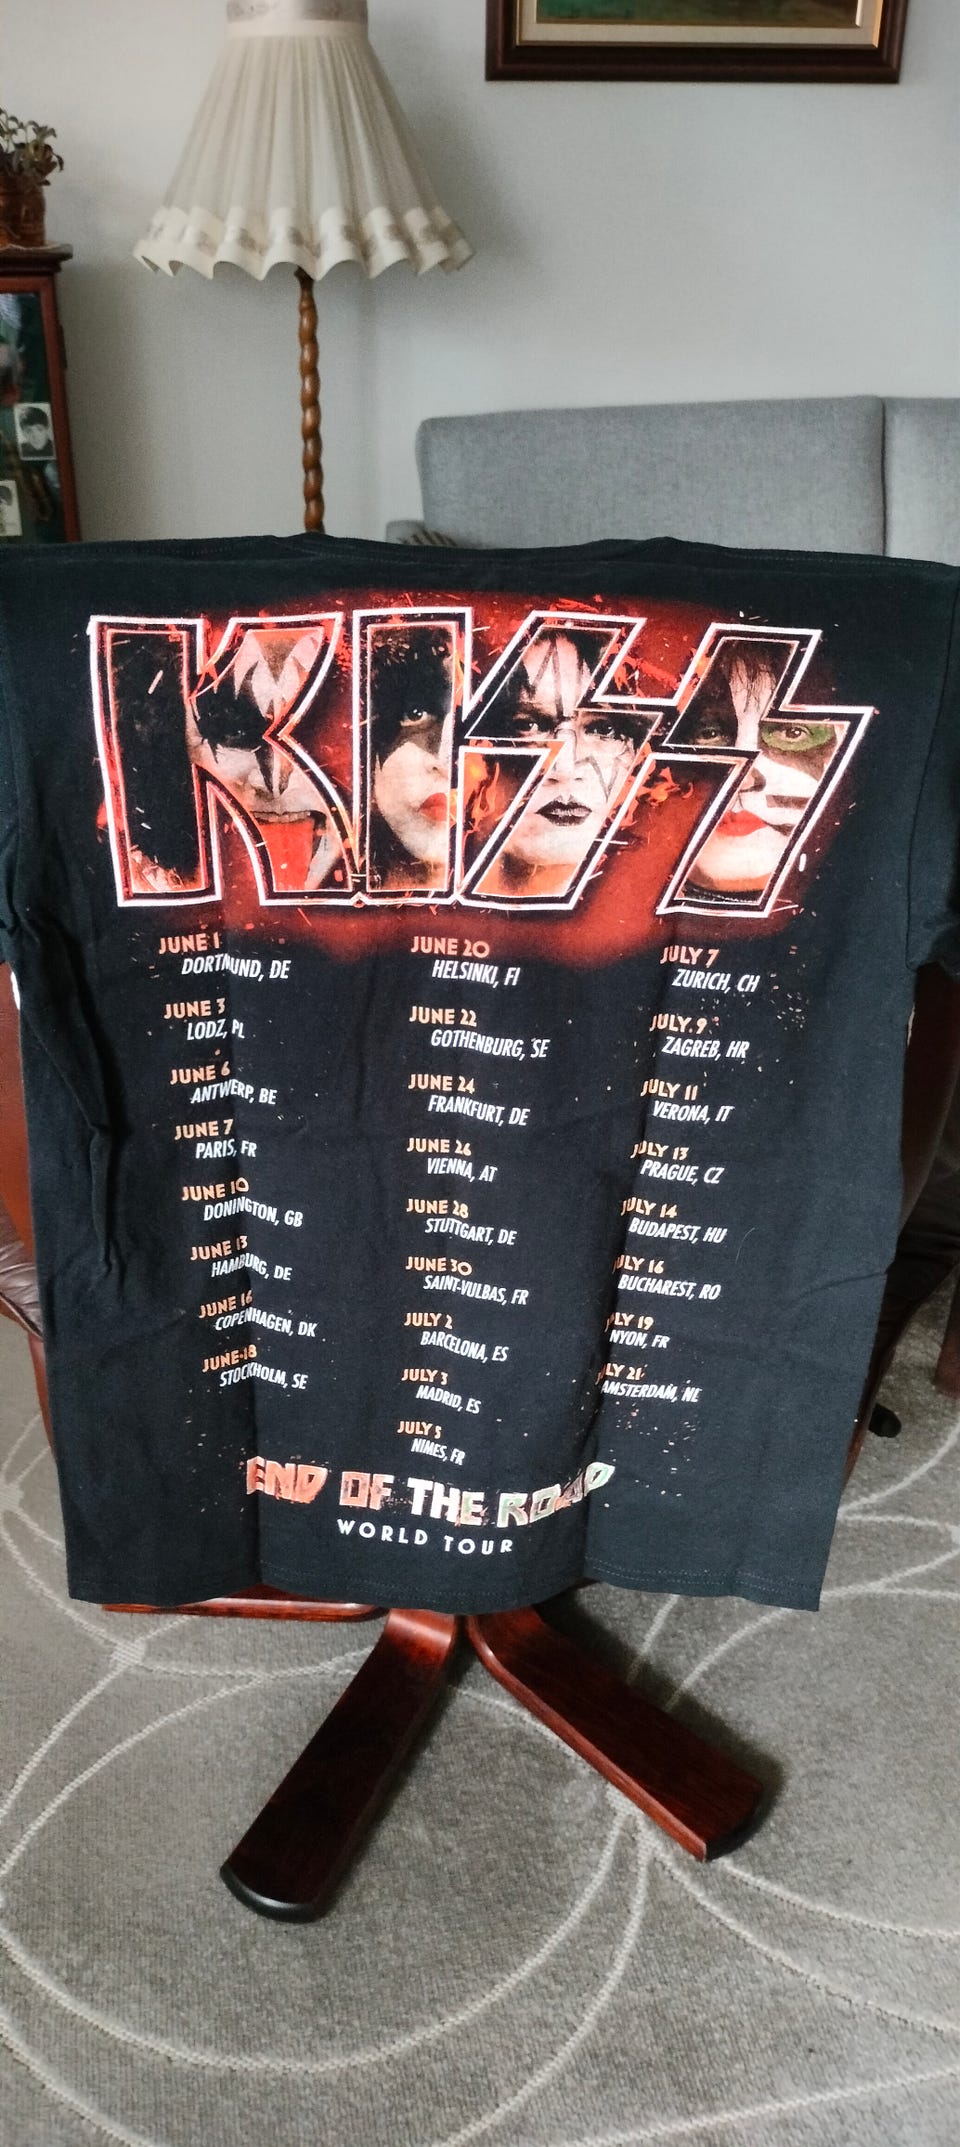 KISS
JUNE 1
DORTMUND, DE
JUNE 3
LODZ, PL
JUNE 6
ANTWERP, BE
JUNE 7
PARIS, FR
JUNE 10
DONINGTON, GB
JUNE 13
HAMBURG, DE
JUNE 16
COPENHAGEN, DK
JUNE 18
STOCKHOLM, SE
JUNE 20
HELSINKI, FI
JUNE 22
GOTHENBURG, SE
JUNE 24
FRANKFURT, DE
JUNE 26
VIENNA, AT
JUNE 28
STUTTGART, DE
JUNE 30
SAINT-VULBAS, FR
JULY 2
BARCELONA, ES
JULY 3
MADRID, ES
JULY 5
NIMES, FR
JULY 7
ZURICH, CH
JULY 9
ZAGREB, HR
JULY 11
VERONA, IT
JULY 13
PRAGUE, CZ
JULY 14
BUDAPEST, HU
JULY 16
BUCHAREST, RO
JULY 19
NYON, FR
JULY 21
AMSTERDAM, NL
END OF THE ROAD
WORLD TOUR